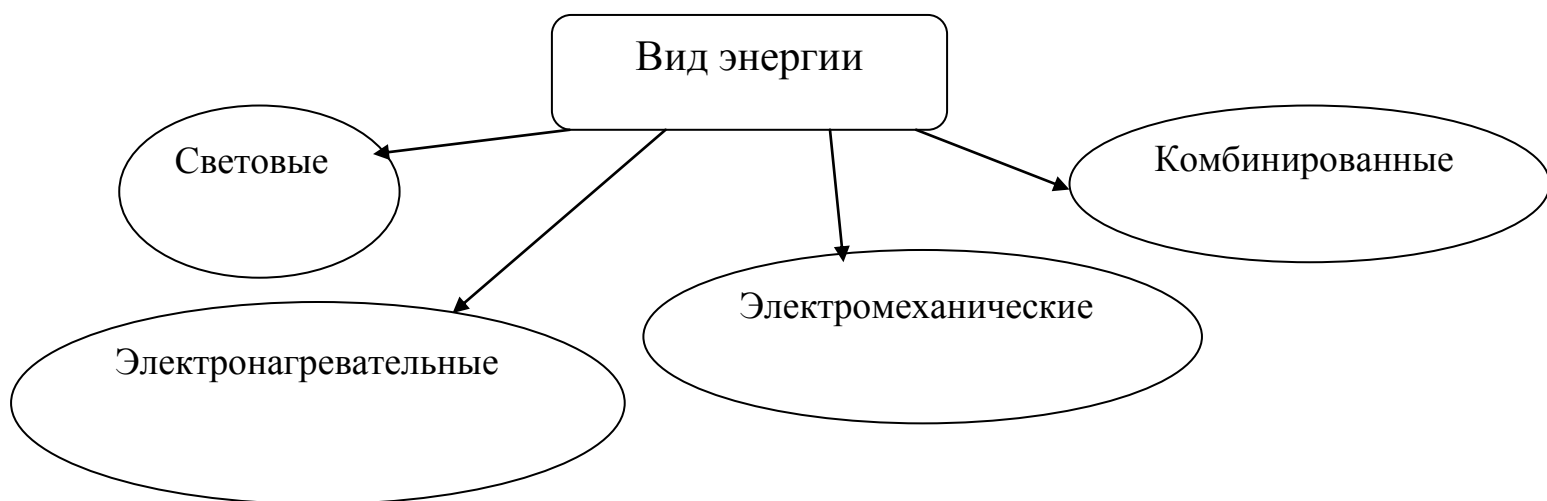 Вид энергии
Световые
Комбинированные
Электромеханические
Электронагревательные